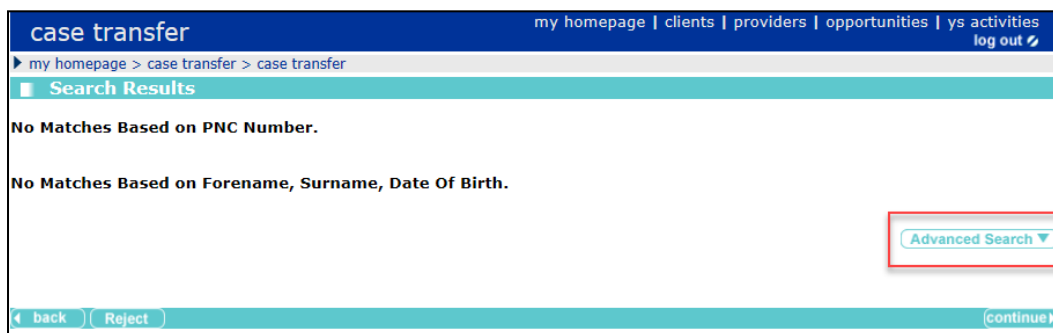 case transfer
my homepage | clients | providers | opportunities | ys activities
log out
my homepage > case transfer > case transfer
Search Results
No Matches Based on PNC Number.
No Matches Based on Forename, Surname, Date Of Birth.
Advanced Search
back Reject continue